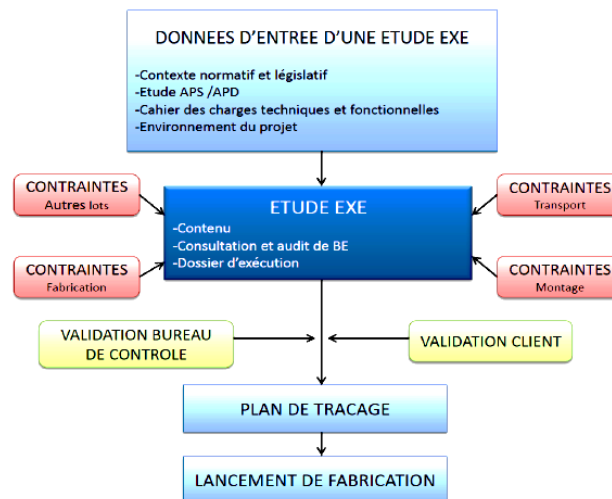 DONNEES D'ENTREE D'UNE ETUDE EXE
-Contexte normatif et législatif
-Etude APS /APD
-Cahier des charges techniques et fonctionnelles
-Environnement du projet
CONTRAINTES
Autres lots
CONTRAINTES
Fabrication
ETUDE EXE
-Contenu
-Consultation et audit de BE
-Dossier d'exécution
CONTRAINTES
Transport
CONTRAINTES
Montage
VALIDATION BUREAU
DE CONTROLE
VALIDATION CLIENT
PLAN DE TRACAGE
LANCEMENT DE FABRICATION